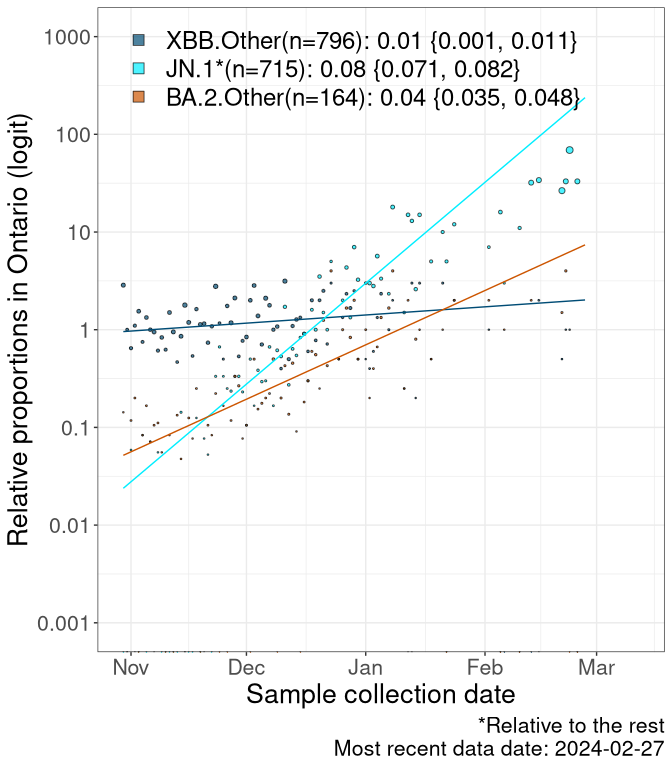 XBB.Other(n=796): 0.01 {0.001, 0.011}
JN.1*(n=715): 0.08 {0.071, 0.082}
BA.2.Other(n=164): 0.04 {0.035, 0.048}
Relative proportions in Ontario (logit)
1000
100
10
1
0.1
0.01
0.001
Nov Dec Jan Feb Mar
Sample collection date
*Relative to the rest
Most recent data date: 2024-02-27